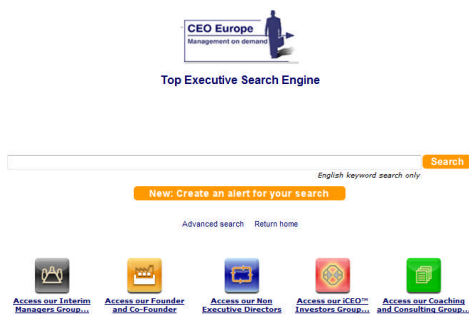 CEO Europe
Management on demand
Top Executive Search Engine
Search
English keyword search only
New: Create an alert for your search
Advanced search Return home
Access our Interim Managers Group...
Access our Founder and Co-Founder
Access our Non Executive Directors
Access our iCEO™ Investors Group...
Access our Coaching and Consulting Group...